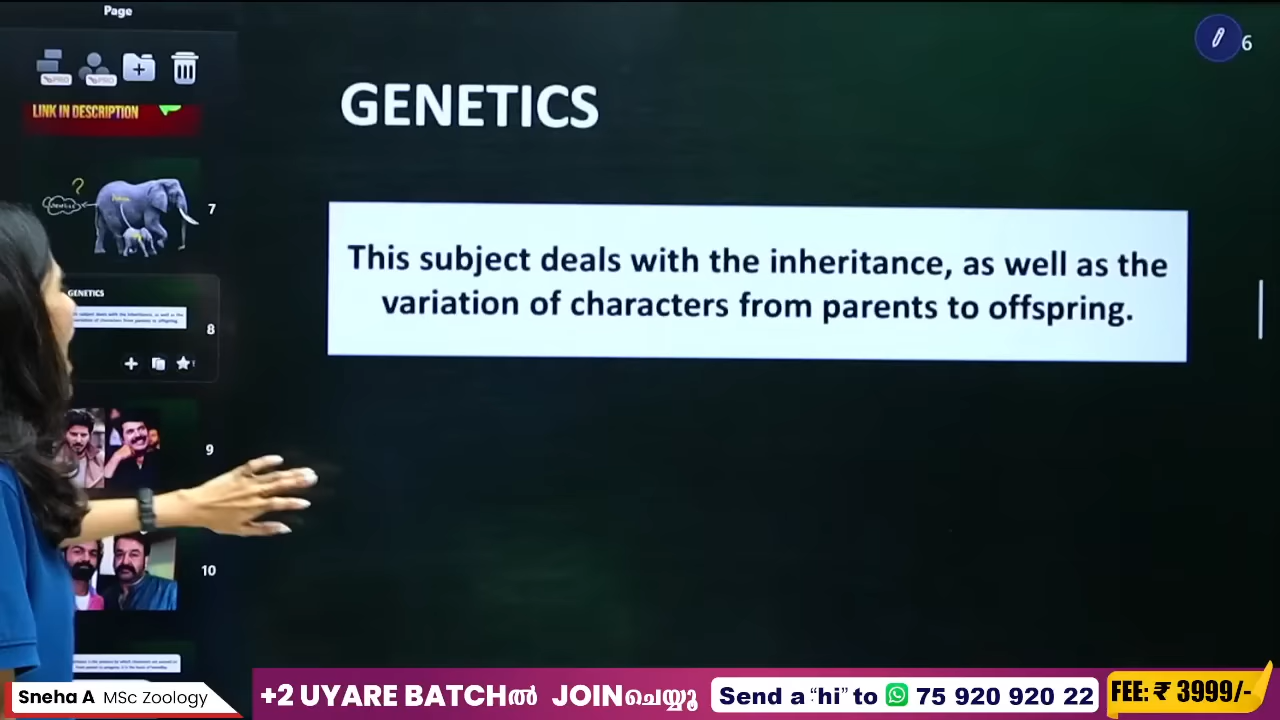 Page
6
PRO
PRO
LINK IN DESCRIPTION
GENETICS
?
7
This subject deals with the inheritance, as well as the
variation of characters from parents to offspring.
GENETICS
8
9
10
Sneha A MSc Zoology
+2 UYARE BATCHൽ JOINചെയ്യൂ
Send a “hi” to 75 920 920 22
FEE: ₹ 3999/-